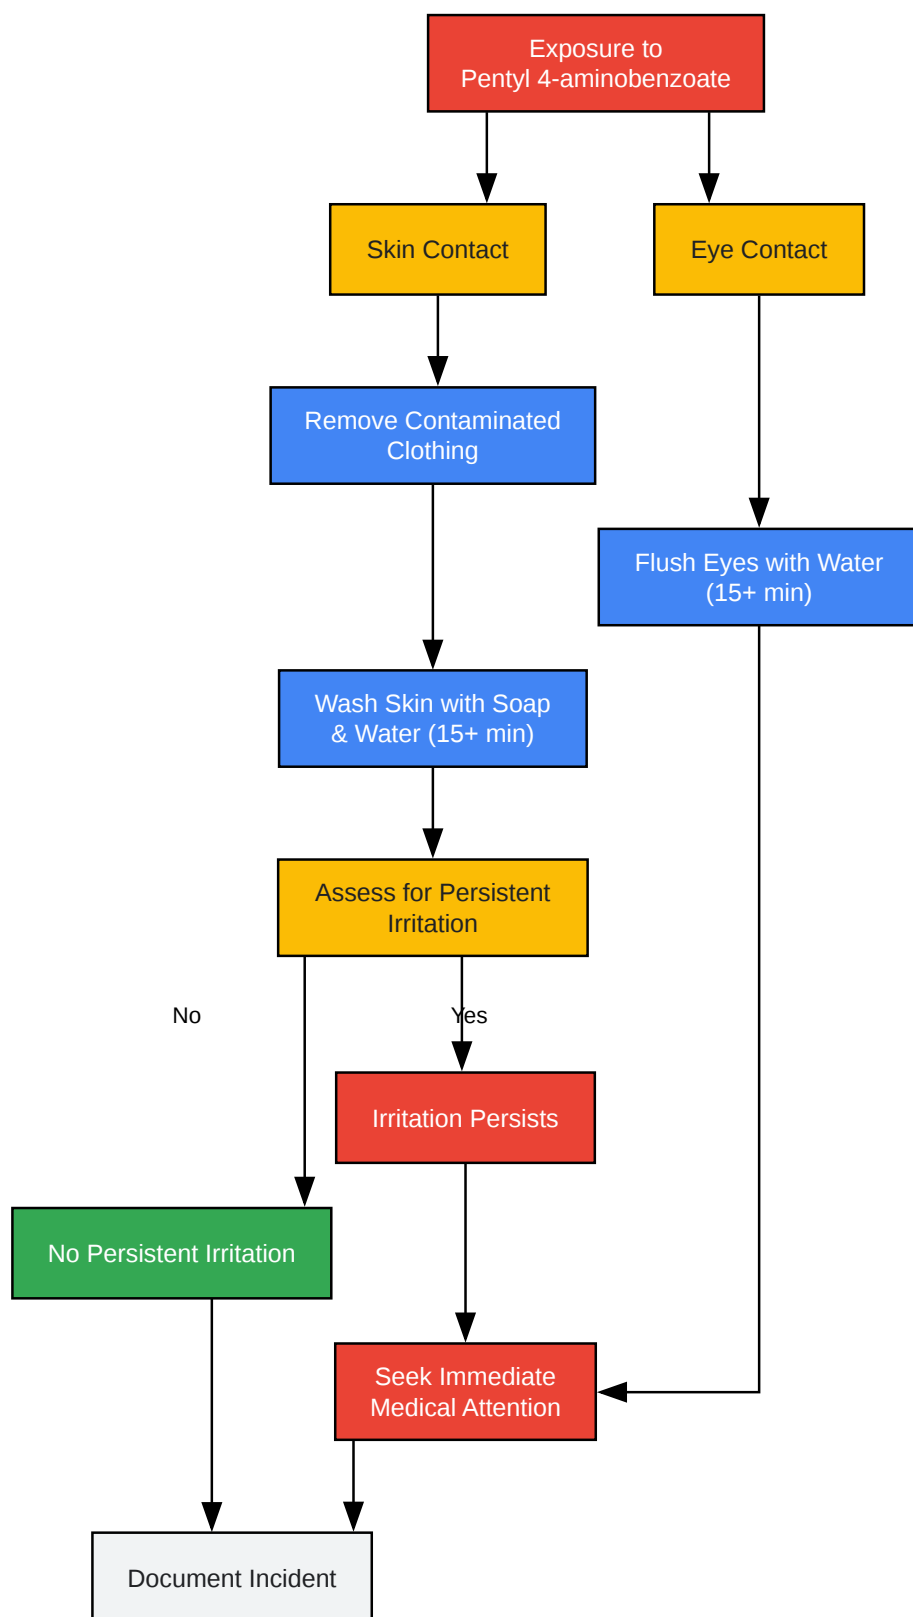 Exposure to
Pentyl 4-aminobenzoate
Skin Contact
Eye Contact
Remove Contaminated
Clothing
Flush Eyes with Water
(15+ min)
Wash Skin with Soap
& Water (15+ min)
Assess for Persistent
Irritation
No
Yes
Irritation Persists
No Persistent Irritation
Seek Immediate
Medical Attention
Document Incident